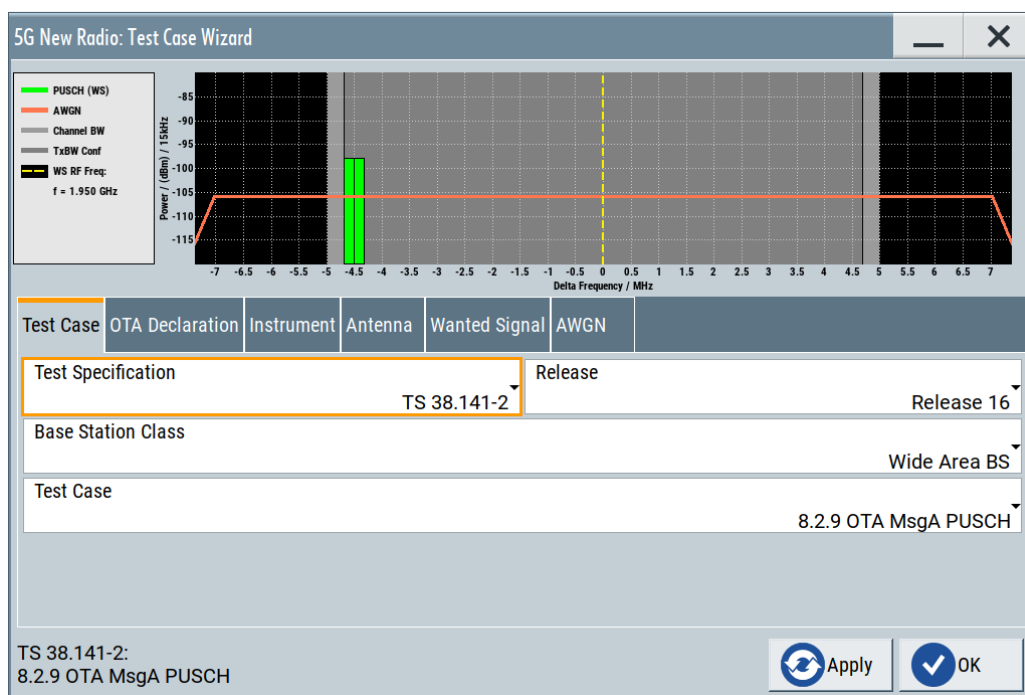 5G New Radio: Test Case Wizard
PUSCH (WS)
AWGN
Channel BW
TxBW Conf
WS RF Freq:
f = 1.950 GHz
Power / (dBm) / 15kHz
-85
-90
-95
-100
-105
-110
-115
-7 -6.5 -6 -5.5 -5 -4.5 -4 -3.5 -3 -2.5 -2 -1.5 -1 -0.5 0 0.5 1 1.5 2 2.5 3 3.5 4 4.5 5 5.5 6 6.5 7
Delta Frequency / MHz
Test Case OTA Declaration Instrument Antenna Wanted Signal AWGN
Test Specification
TS 38.141-2
Release
Release 16
Base Station Class
Wide Area BS
Test Case
8.2.9 OTA MsgA PUSCH
TS 38.141-2:
8.2.9 OTA MsgA PUSCH
Apply
OK